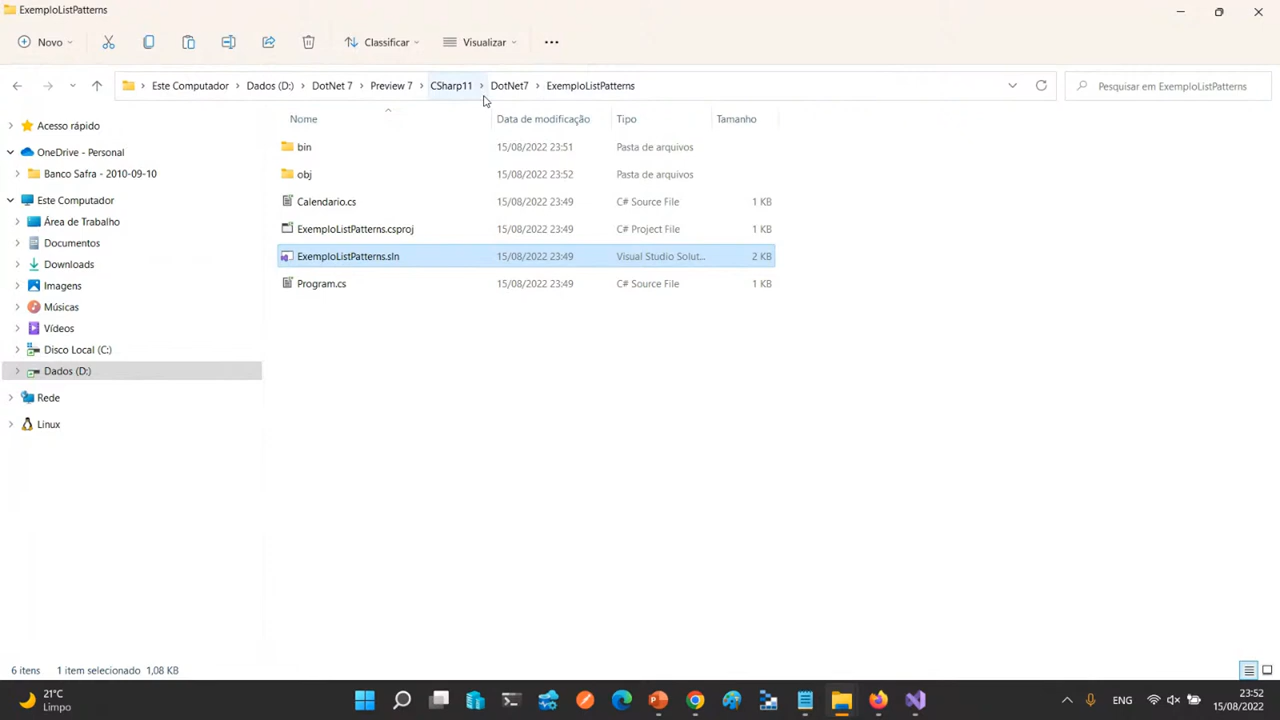 ExemploListPatterns
Novo
Classificar
Visualizar
Este Computador
Dados (D:)
DotNet 7
Preview 7
CSharp11
DotNet7
ExemploListPatterns
Pesquisar em ExemploListPatterns
Nome
Data de modificação
Tipo
Tamanho
Acesso rápido
OneDrive - Personal
Banco Safra - 2010-09-10
Este Computador
Área de Trabalho
Documentos
Downloads
Imagens
Músicas
Vídeos
Disco Local (C:)
Dados (D:)
Rede
Linux
bin 15/08/2022 23:51 Pasta de arquivos
obj 15/08/2022 23:52 Pasta de arquivos
Calendario.cs 15/08/2022 23:49 C# Source File 1 KB
ExemploListPatterns.csproj 15/08/2022 23:49 C# Project File 1 KB
ExemploListPatterns.sln 15/08/2022 23:49 Visual Studio Solut... 2 KB
Program.cs 15/08/2022 23:49 C# Source File 1 KB
6 itens 1 item selecionado 1,08 KB
21°C
Limpo
ENG
23:52
15/08/2022